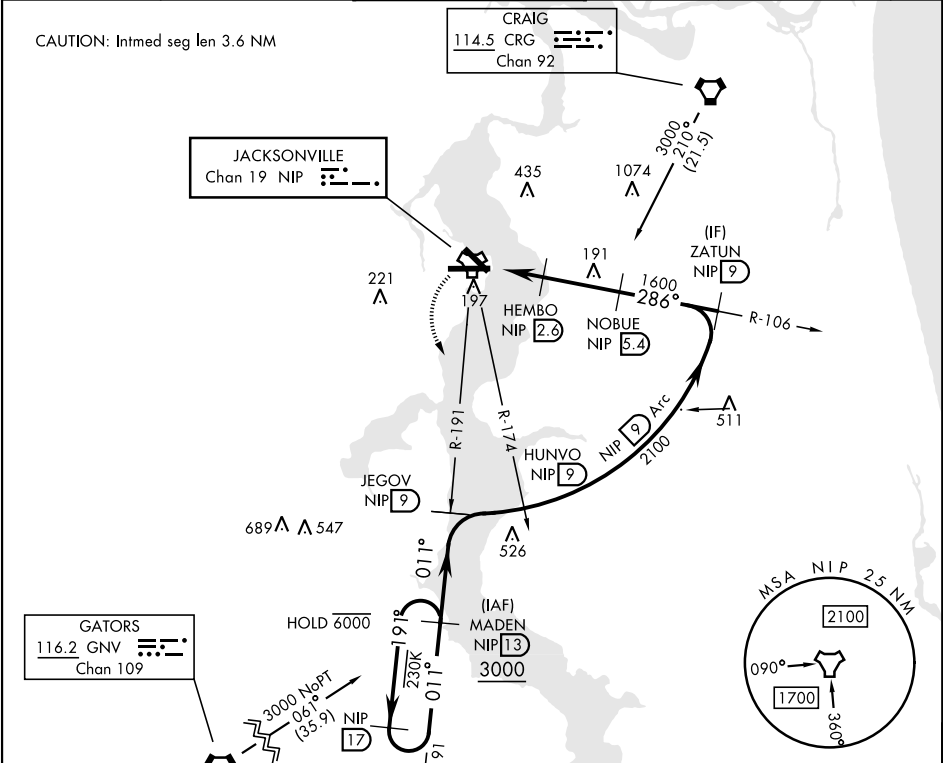 CAUTION: Intmed seg len 3.6 NM
CRAIG
114.5 CRG
Chan 92
3000
210°
(21.5)
JACKSONVILLE
Chan 19 NIP
435
1074
191
221
197
(IF)
ZATUN
NIP 9
1600
286°
R-106
HEMBO
NIP 2.6
NOBUE
NIP 5.4
511
NIP 9 Arc
2100
R-191
R-174
HUNVO
NIP 9
JEGOV
NIP 9
689
547
526
011°
HOLD 6000
191°
230K
011°
(IAF)
MADEN
NIP 13
3000
GATORS
116.2 GNV
Chan 109
3000 NoPT
061°
(35.9)
NIP
17
MSA NIP 25 NM
2100
090°
1700
360°